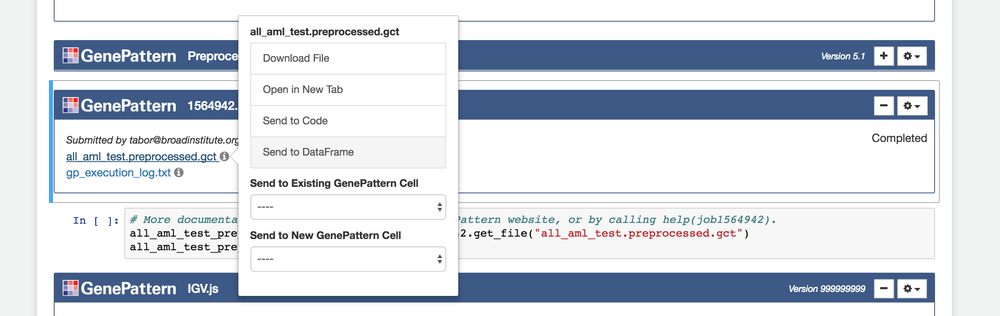 all_aml_test.preprocessed.gct
GenePattern Preproce
Download File
Version 5.1
Open in New Tab
GenePattern 1564942.
Send to Code
Submitted by tabor@broadinstitute.org
Completed
all_aml_test.preprocessed.gct
Send to DataFrame
gp_execution_log.txt
Send to Existing GenePattern Cell
----
In [ ]:
# More documenta
Pattern website, or by calling help(job1564942).
all_aml_test_prep
2.get_file("all_aml_test.preprocessed.gct")
all_aml_test_prep
Send to New GenePattern Cell
----
GenePattern IGV.js
Version 999999999